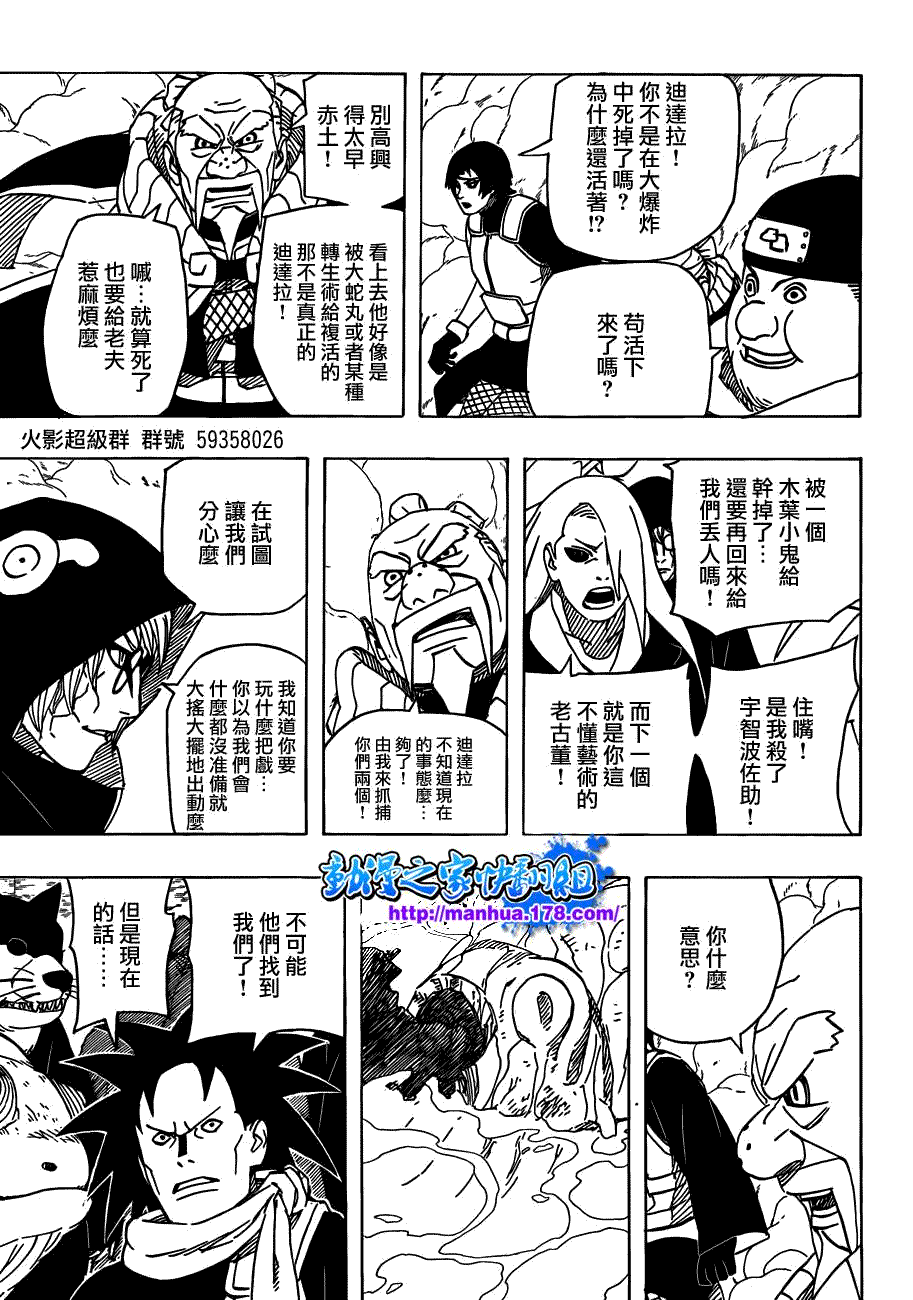 迪達拉！
你不是在大爆炸
中死掉了嗎？
為什麼還活著!?
苟活下
來了嗎？
別高興
得太早
赤土！
看上去他好像是
被大蛇丸或者某種
轉生術給複活的
那不是真正的
迪達拉！
嘁…就算死了
也要給老夫
惹麻煩麼
火影超級群 群號 59358026
被一個
木葉小鬼給
幹掉了…
還要再回來給
我們丟人嗎！
住嘴！
是我殺了
宇智波佐助！
而下一個
就是你這
不懂藝術的
老古董！
迪達拉
不知道現在
的事態麼…
夠了！
由我來抓捕
你們兩個！
在試圖
讓我們
分心麼
我知道你要
玩什麼把戲…
你以為我們會
什麼都沒准備就
大搖大擺地出動麼
動漫之家快翻組
http://manhua.178.com/
你什麼
意思？
不可能
他們找到
我們了！
但是現在
的話……